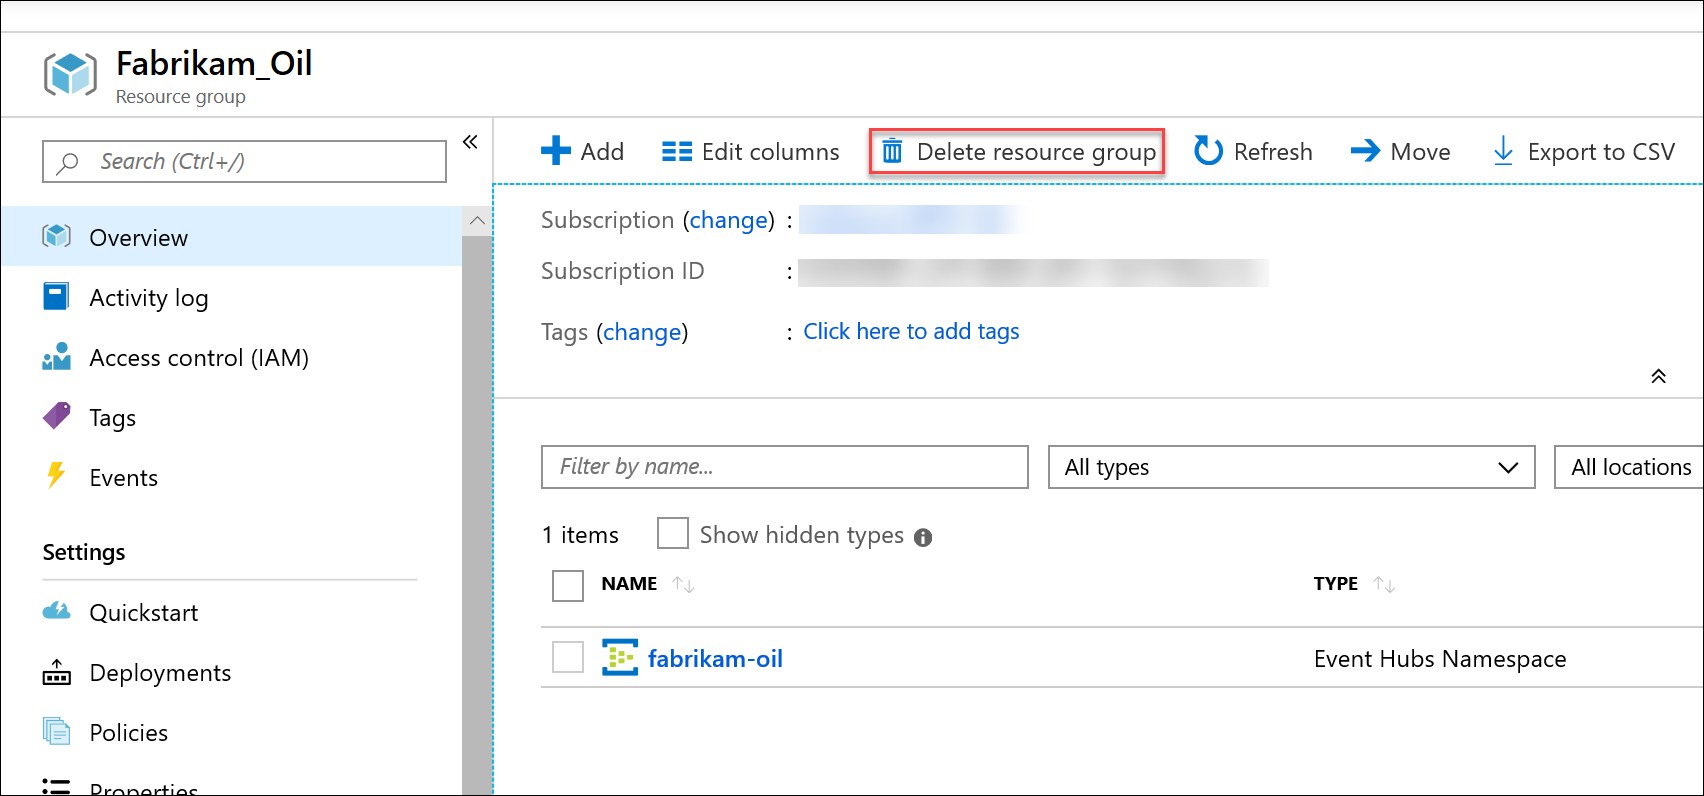 Fabrikam_Oil
Resource group
Search (Ctrl+/)
«
Overview
Activity log
Access control (IAM)
Tags
Events
Settings
Quickstart
Deployments
Policies
Properties
Add Edit columns Delete resource group Refresh Move Export to CSV
Subscription (change) :
Subscription ID :
Tags (change) : Click here to add tags
Filter by name... All types All locations
1 items Show hidden types
NAME TYPE
fabrikam-oil Event Hubs Namespace